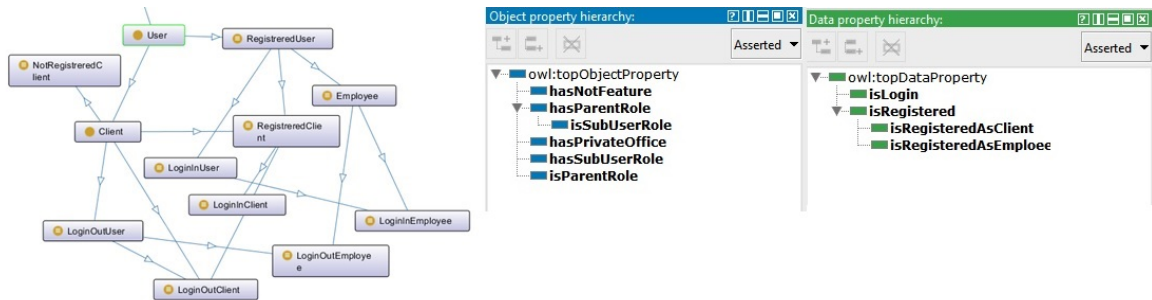 User
RegistreredUser
NotRegistreredC
lient
Employee
Client
RegistreredClie
nt
LoginInUser
LoginInClient
LoginInEmployee
LoginOutUser
LoginOutEmploye
e
LoginOutClient
Object property hierarchy:
Asserted
owl:topObjectProperty
hasNotFeature
hasParentRole
isSubUserRole
hasPrivateOffice
hasSubUserRole
isParentRole
Data property hierarchy:
Asserted
owl:topDataProperty
isLogin
isRegistered
isRegisteredAsClient
isRegisteredAsEmploee